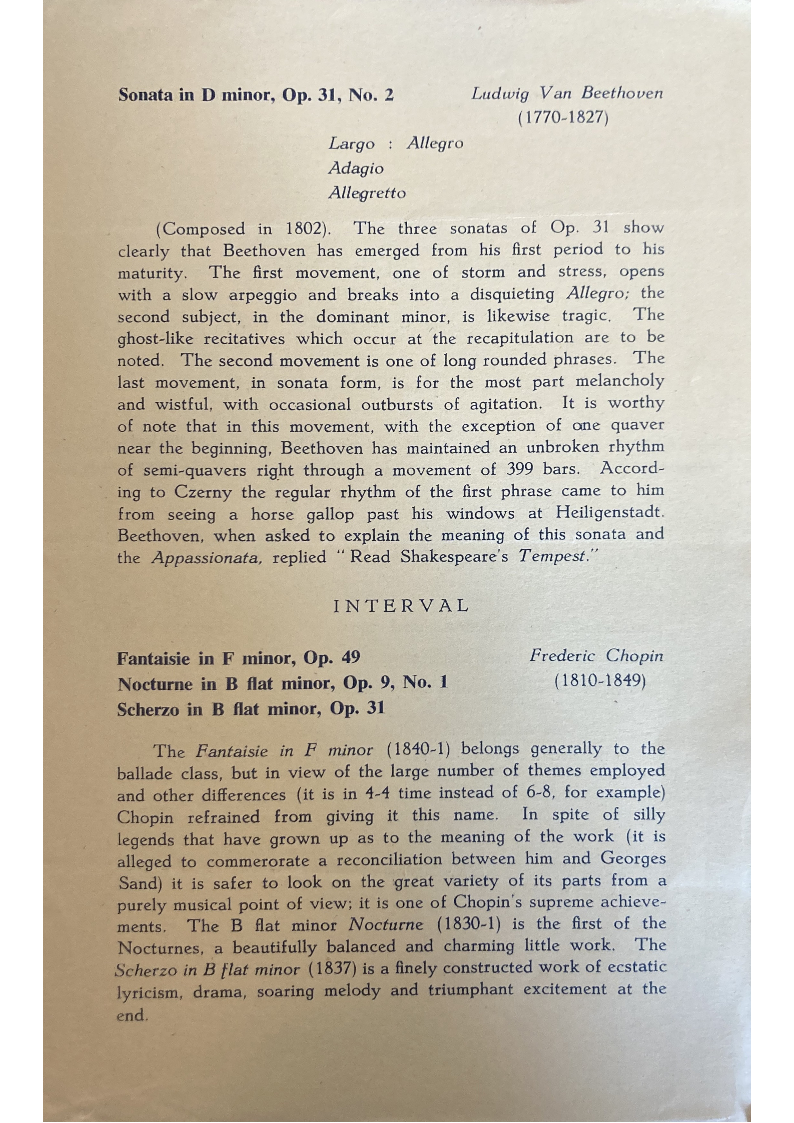 Sonata in D minor, Op. 31, No. 2 Ludwig Van Beethoven
(1770-1827)
Largo : Allegro
Adagio
Allegretto
(Composed in 1802). The three sonatas of Op. 31 show
clearly that Beethoven has emerged from his first period to his
maturity. The first movement, one of storm and stress, opens
with a slow arpeggio and breaks into a disquieting Allegro; the
second subject, in the dominant minor, is likewise tragic. The
ghost-like recitatives which occur at the recapitulation are to be
noted. The second movement is one of long rounded phrases. The
last movement, in sonata form, is for the most part melancholy
and wistful, with occasional outbursts of agitation. It is worthy
of note that in this movement, with the exception of one quaver
near the beginning, Beethoven has maintained an unbroken rhythm
of semi-quavers right through a movement of 399 bars. Accord-
ing to Czerny the regular rhythm of the first phrase came to him
from seeing a horse gallop past his windows at Heiligenstadt.
Beethoven, when asked to explain the meaning of this sonata and
the Appassionata, replied “Read Shakespeare's Tempest.”
INTERVAL
Fantaisie in F minor, Op. 49 Frederic Chopin
Nocturne in B flat minor, Op. 9, No. 1 (1810-1849)
Scherzo in B flat minor, Op. 31
The Fantaisie in F minor (1840-1) belongs generally to the
ballade class, but in view of the large number of themes employed
and other differences (it is in 4-4 time instead of 6-8, for example)
Chopin refrained from giving it this name. In spite of silly
legends that have grown up as to the meaning of the work (it is
alleged to commerorate a reconciliation between him and Georges
Sand) it is safer to look on the great variety of its parts from a
purely musical point of view; it is one of Chopin's supreme achieve-
ments. The B flat minor Nocturne (1830-1) is the first of the
Nocturnes, a beautifully balanced and charming little work. The
Scherzo in B flat minor (1837) is a finely constructed work of ecstatic
lyricism, drama, soaring melody and triumphant excitement at the
end.